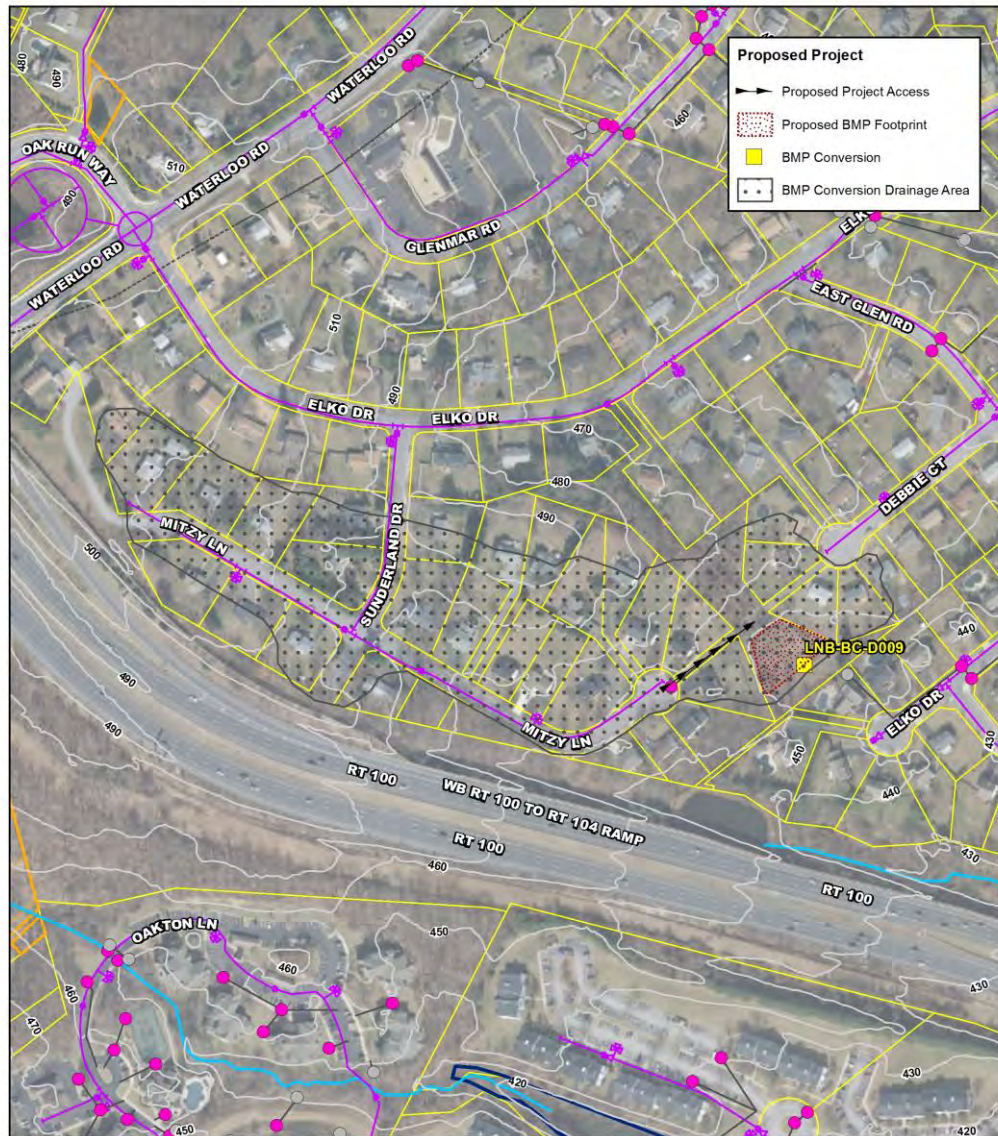 Proposed Project
Proposed Project Access
Proposed BMP Footprint
BMP Conversion
BMP Conversion Drainage Area
480
490
WATERLOO RD
460
OAK RUN WAY
510
WATERLOO RD
490
GLENMAR RD
ELKO
WATERLOO RD
EAST GLEN RD
510
490
ELKO DR
ELKO DR
470
480
490
DEBBIE CT
MITZY LN
500
SUNDERLAND DR
440
LNB-BC-D009
490
ELKO DR
430
MITZY LN
450
490
440
RT 100
WB RT 100 TO RT 104 RAMP
RT 100
460
430
RT 100
OAKTON LN
450
460
460
430
470
430
420
450
420